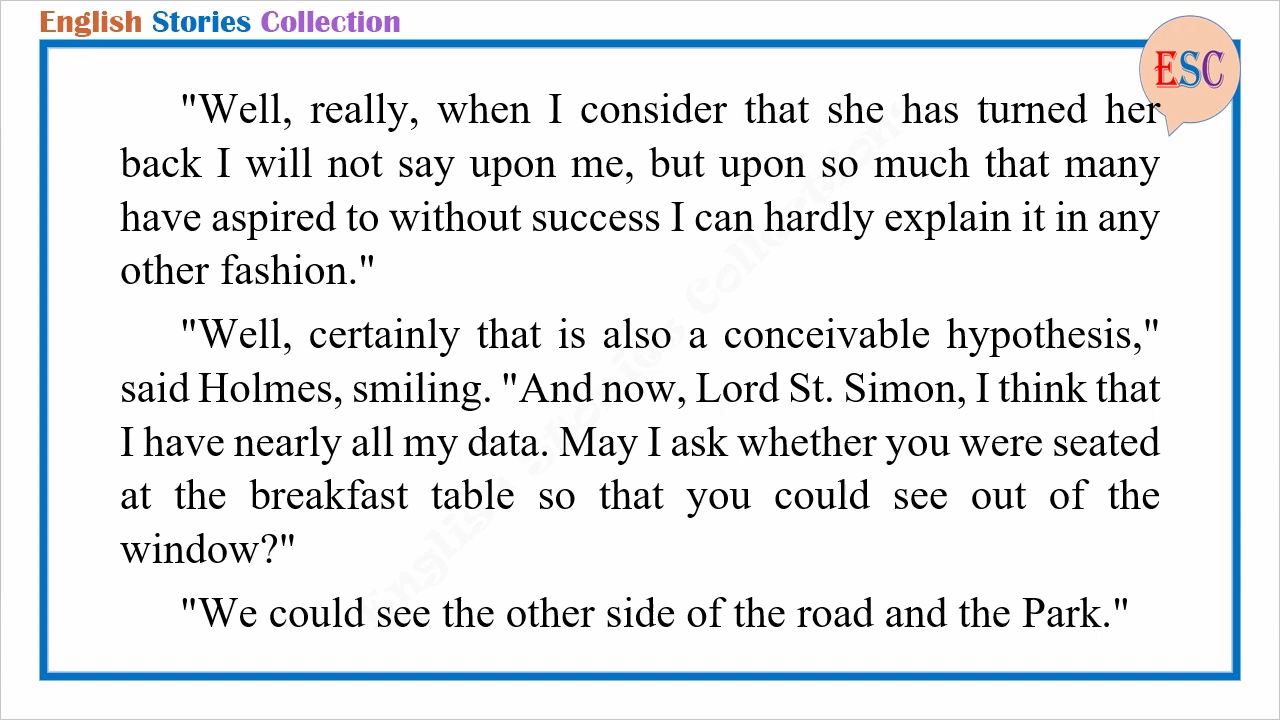 English Stories Collection
ESC
"Well, really, when I consider that she has turned her
back I will not say upon me, but upon so much that many
have aspired to without success I can hardly explain it in any
other fashion."
"Well, certainly that is also a conceivable hypothesis,"
said Holmes, smiling. "And now, Lord St. Simon, I think that
I have nearly all my data. May I ask whether you were seated
at the breakfast table so that you could see out of the
window?"
"We could see the other side of the road and the Park."
English Stories Collection